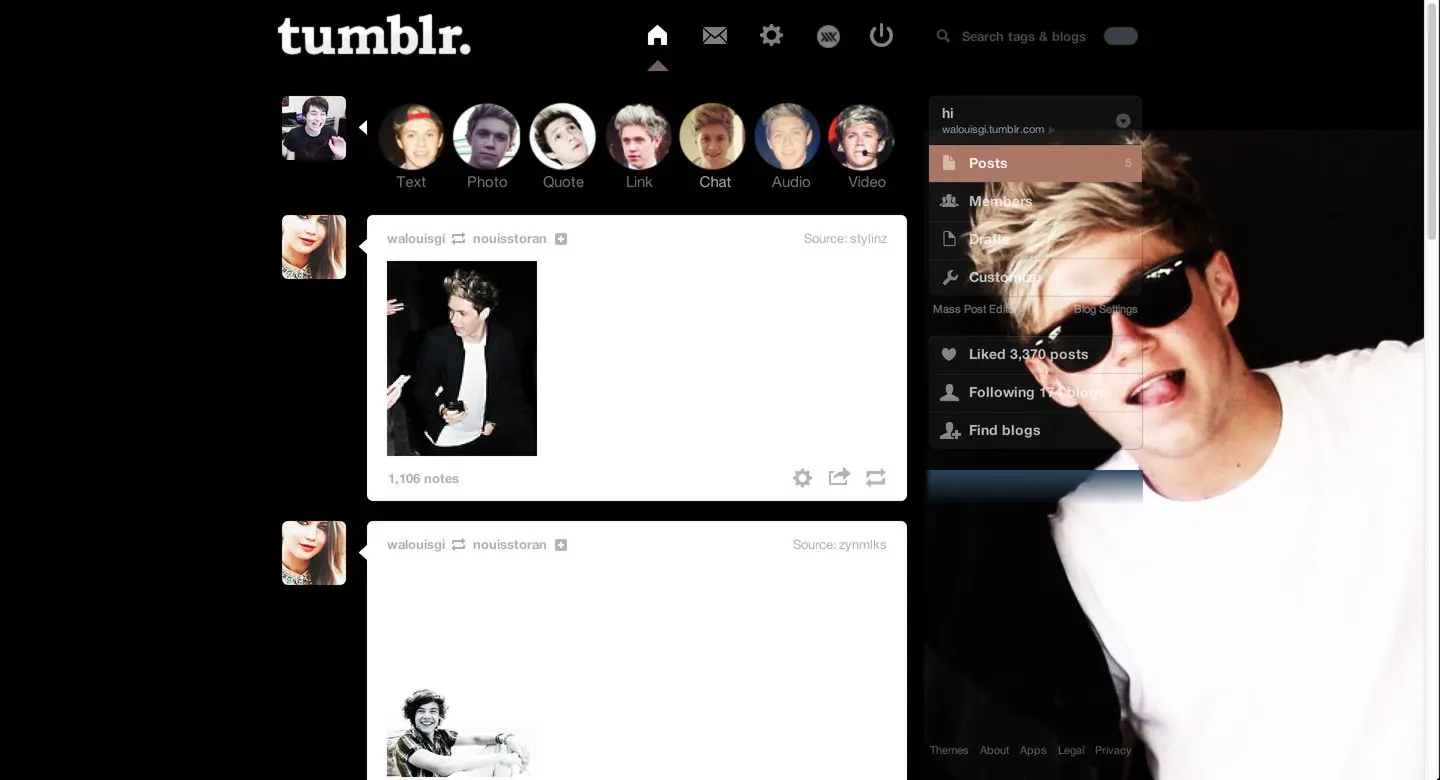 tumblr.
Search tags & blogs
Text Photo Quote Link Chat Audio Video
hi
walouisgi.tumblr.com
Posts 5
Members
Drafts
Customize
Mass Post Editor Blog Settings
Liked 3,370 posts
Following 174 blogs
Find blogs
walouisgi nouisstoran Source: stylinz
1,106 notes
walouisgi nouisstoran Source: zynmlks
Themes About Apps Legal Privacy